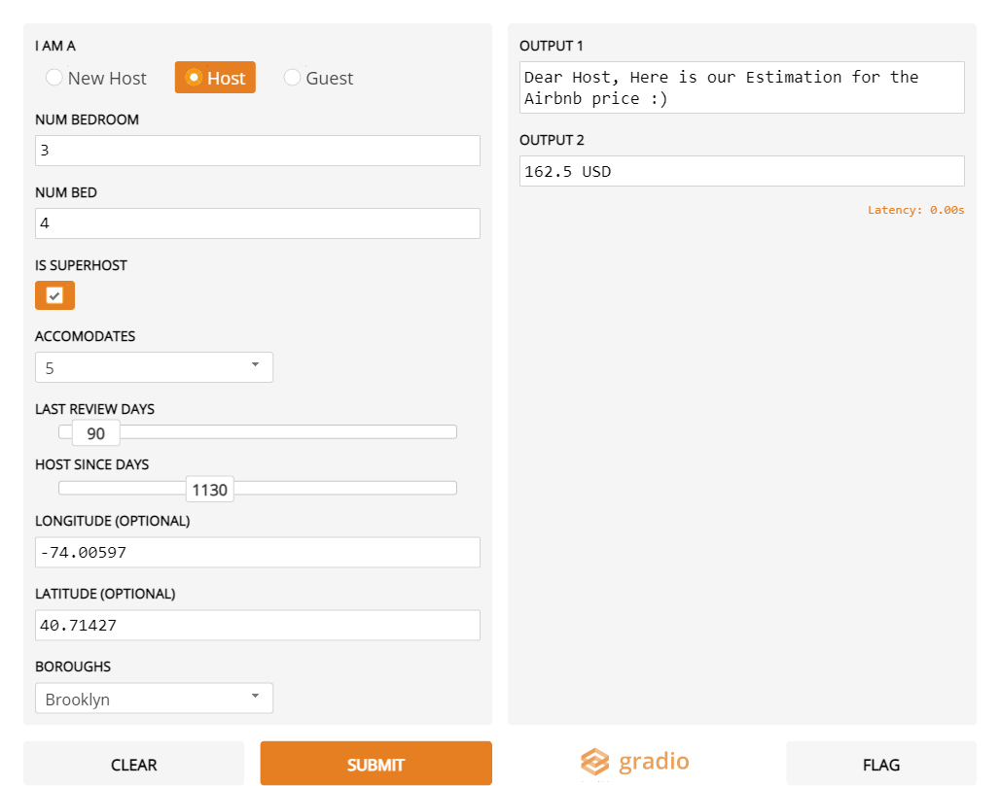 I AM A
New Host
Host
Guest
NUM BEDROOM
3
NUM BED
4
IS SUPERHOST
ACCOMODATES
5
LAST REVIEW DAYS
90
HOST SINCE DAYS
1130
LONGITUDE (OPTIONAL)
-74.00597
LATITUDE (OPTIONAL)
40.71427
BOROUGHS
Brooklyn
CLEAR
SUBMIT
OUTPUT 1
Dear Host, Here is our Estimation for the
Airbnb price :)
OUTPUT 2
162.5 USD
Latency: 0.00s
gradio
FLAG